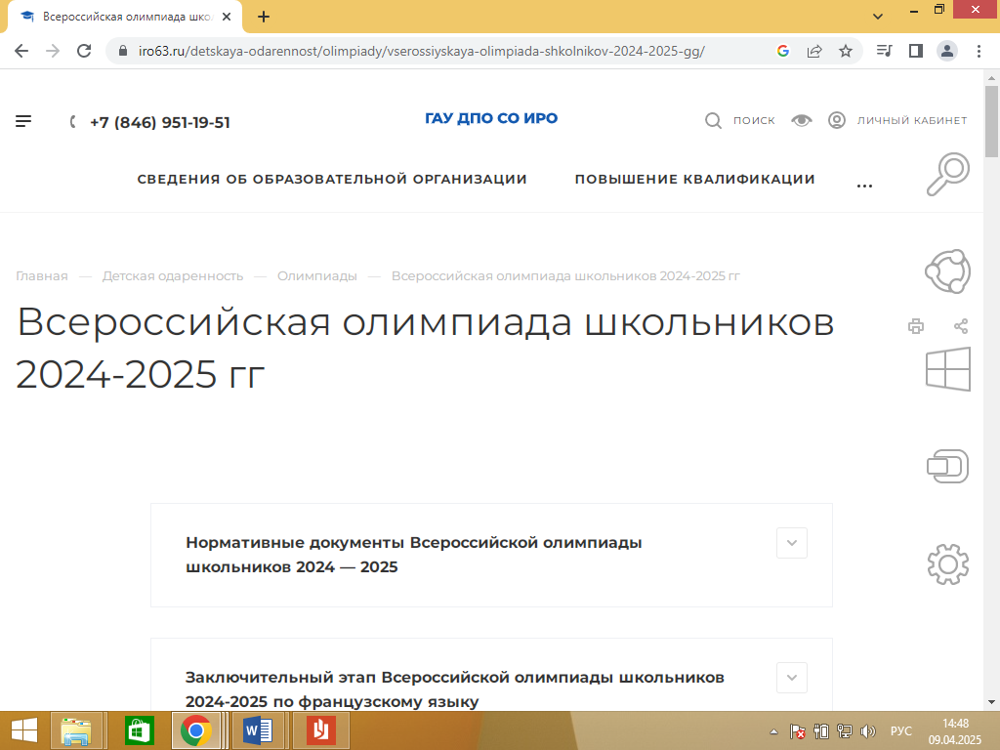 Всероссийская олимпиада шко
iro63.ru/detskaya-odarennost/olimpiady/vserossiyskaya-olimpiada-shkolnikov-2024-2025-gg/
+7 (846) 951-19-51
ГАУ ДПО СО ИРО
ПОИСК
ЛИЧНЫЙ КАБИНЕТ
СВЕДЕНИЯ ОБ ОБРАЗОВАТЕЛЬНОЙ ОРГАНИЗАЦИИ
ПОВЫШЕНИЕ КВАЛИФИКАЦИИ
...
Главная — Детская одаренность — Олимпиады — Всероссийская олимпиада школьников 2024-2025 гг
Всероссийская олимпиада школьников
2024-2025 гг
Нормативные документы Всероссийской олимпиады
школьников 2024 — 2025
Заключительный этап Всероссийской олимпиады школьников
2024-2025 по французскому языку
РУС
14:48
09.04.2025